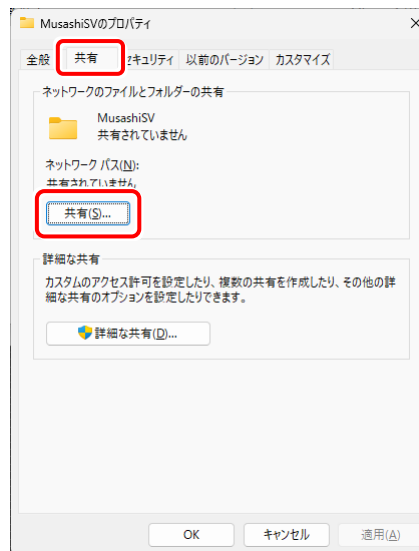 MusashiSVのプロパティ
全般 共有 キュリティ 以前のバージョン カスタマイズ
ネットワークのファイルとフォルダーの共有
MusashiSV
共有されていません
ネットワーク パス(N):
共有されていません
共有(S)...
詳細な共有
カスタムのアクセス許可を設定したり、複数の共有を作成したり、その他の詳
細な共有のオプションを設定したりできます。
詳細な共有(D)...
OK キャンセル 適用(A)